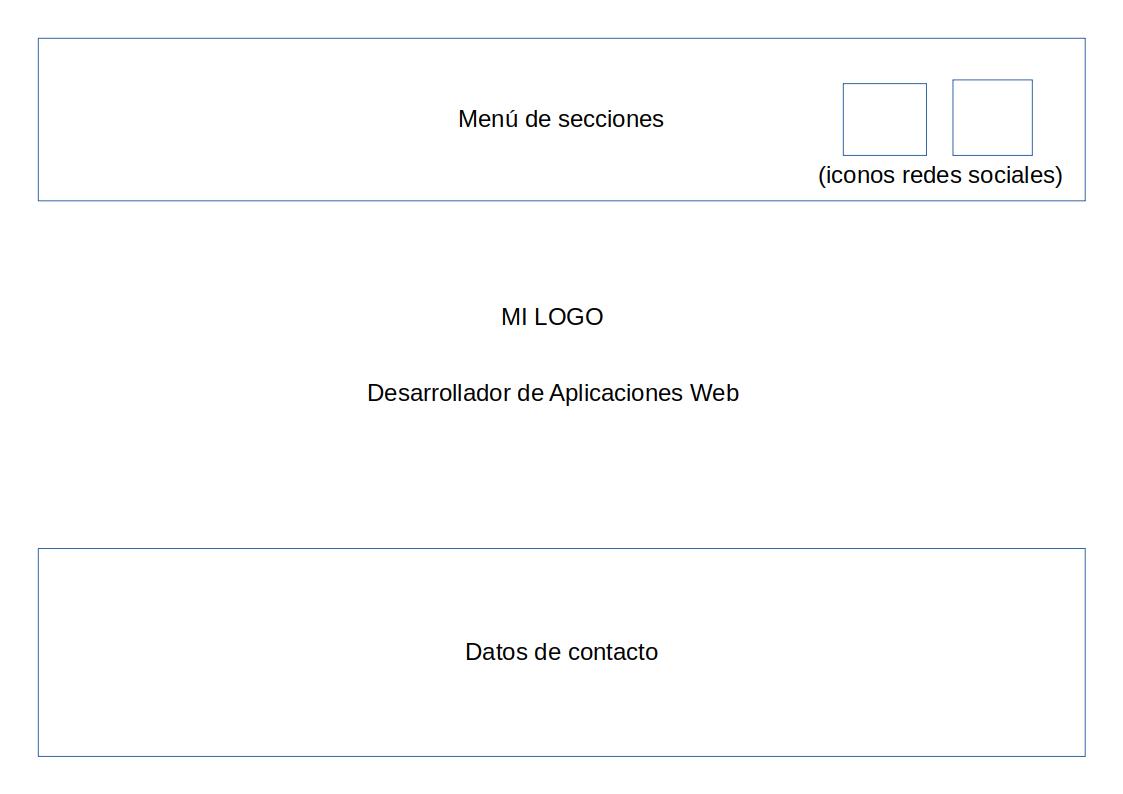 Menú de secciones
(iconos redes sociales)
MI LOGO
Desarrollador de Aplicaciones Web
Datos de contacto